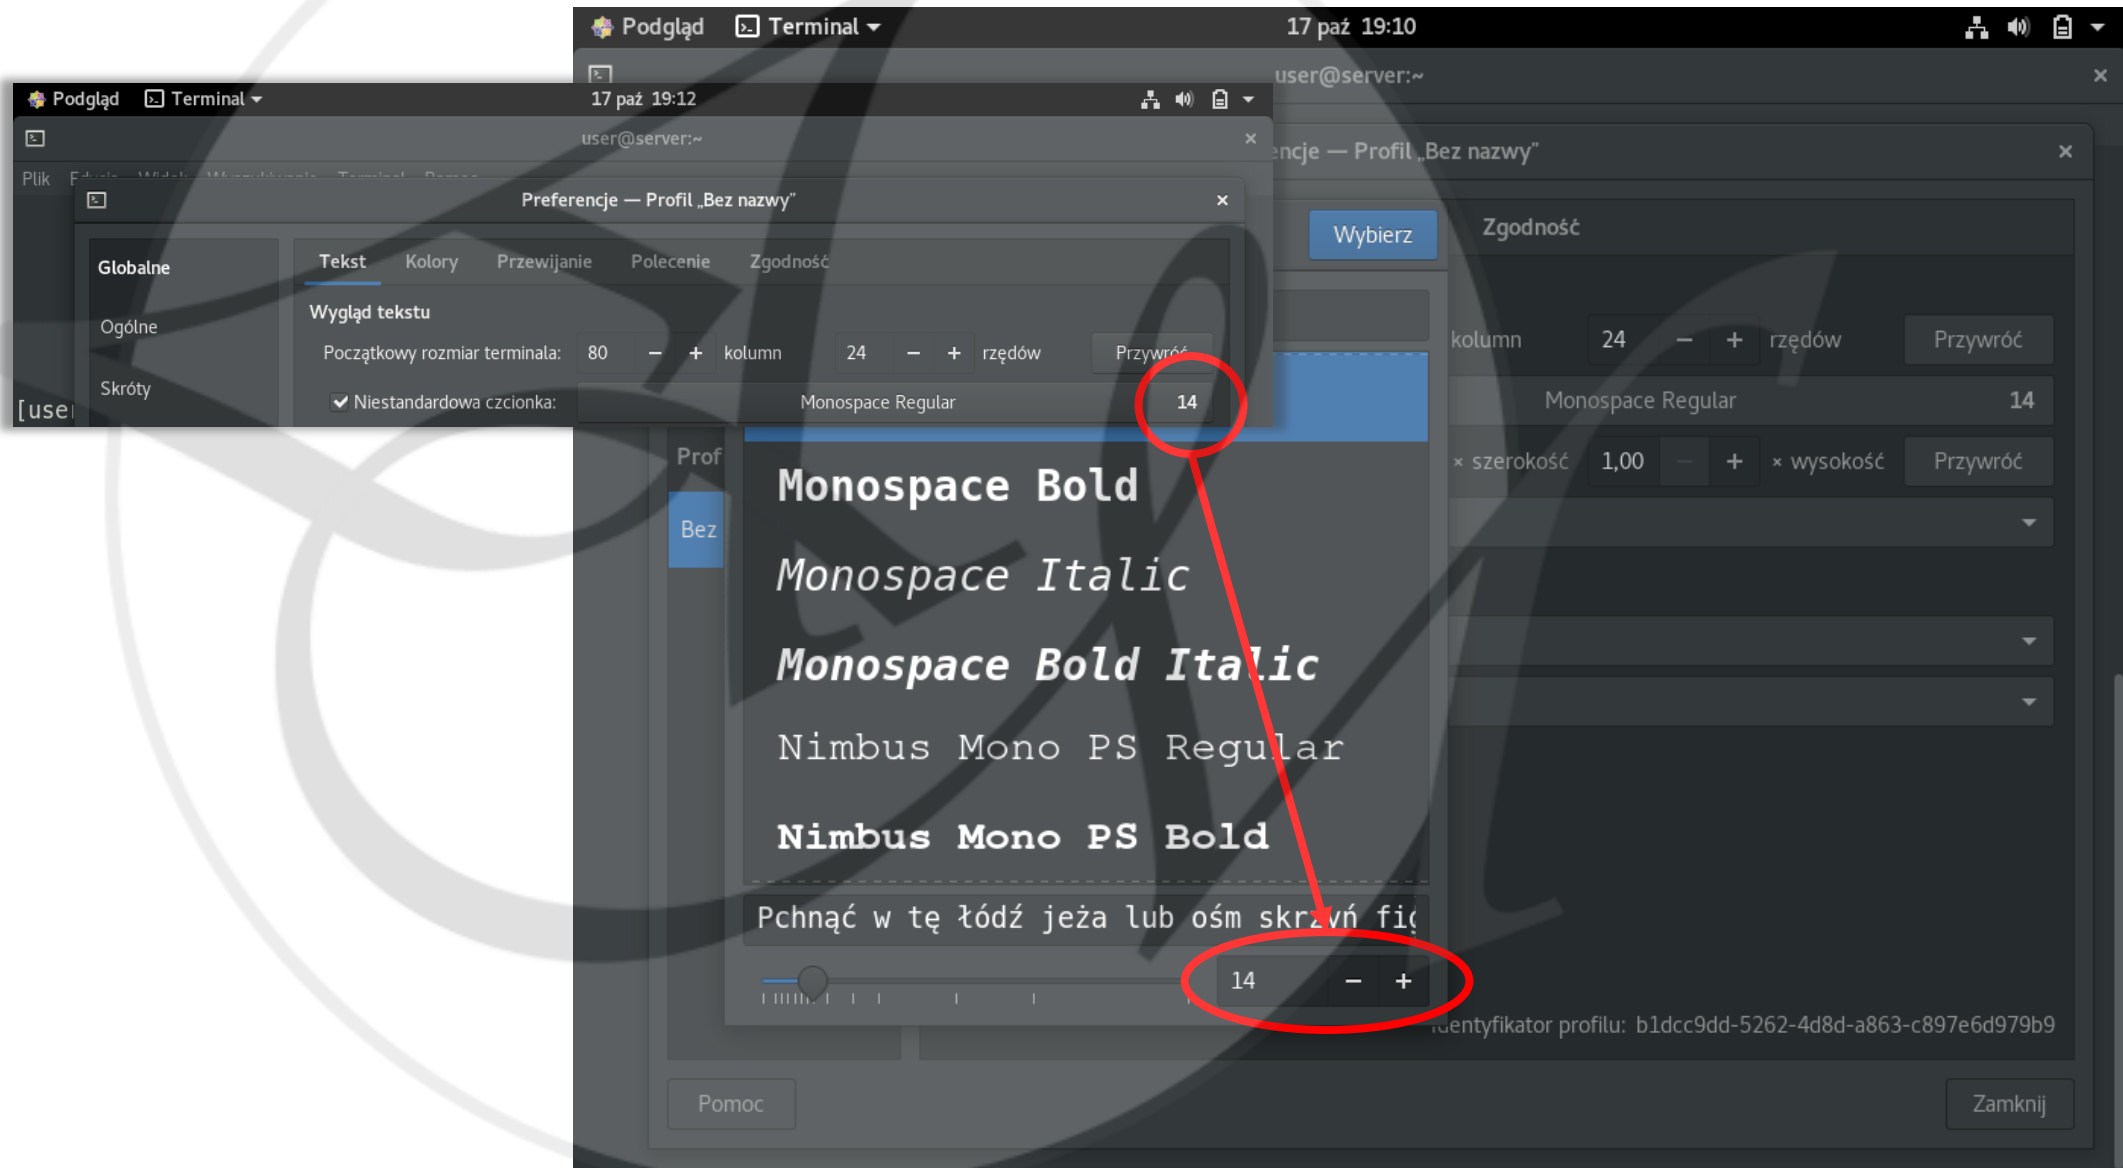 Podgląd Terminal 17 paź 19:10
user@server:~
Podgląd Terminal 17 paź 19:12
user@server:~
Plik
Preferencje — Profil „Bez nazwy”
Globalne
Ogólne
Skróty
[user
Tekst Kolory Przewijanie Polecenie Zgodność
Wygląd tekstu
Początkowy rozmiar terminala: 80 − + kolumn 24 − + rzędów Przywróć
Niestandardowa czcionka: Monospace Regular 14
encje — Profil „Bez nazwy”
Wybierz
Zgodność
kolumn 24 − + rzędów Przywróć
Monospace Regular 14
× szerokość 1,00 − + × wysokość Przywróć
Prof
Bez
Monospace Bold
Monospace Italic
Monospace Bold Italic
Nimbus Mono PS Regular
Nimbus Mono PS Bold
Pchnąć w tę łódź jeża lub ośm skrzyń fig
14 − +
identyfikator profilu: b1dcc9dd-5262-4d8d-a863-c897e6d979b9
Pomoc
Zamknij